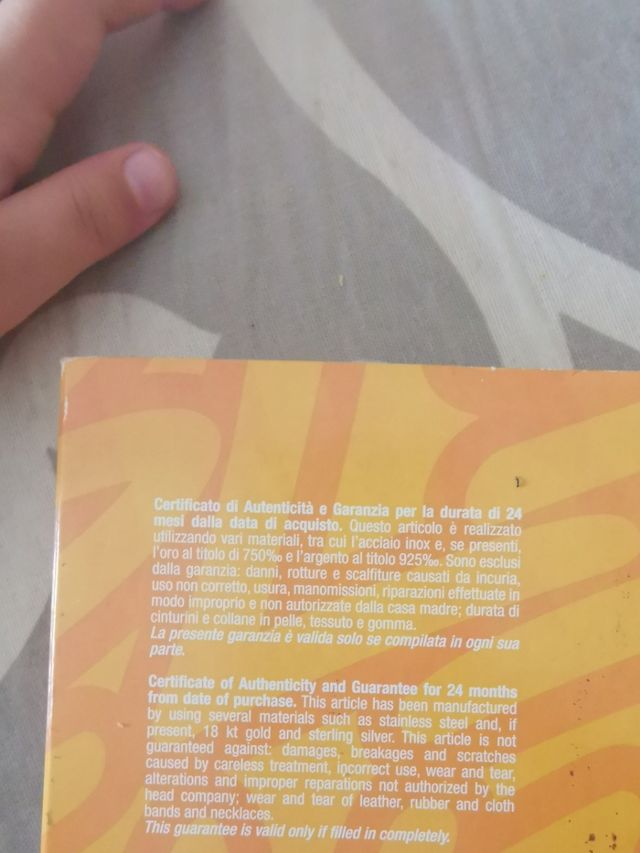 Certificato di Autenticità e Garanzia per la durata di 24
mesi dalla data di acquisto. Questo articolo è realizzato
utilizzando vari materiali, tra cui l'acciaio inox e, se presenti,
l'oro al titolo di 750‰ e l'argento al titolo 925‰. Sono esclusi
dalla garanzia: danni, rotture e scalfiture causati da incuria,
uso non corretto, usura, manomissioni, riparazioni effettuate in
modo improprio e non autorizzate dalla casa madre; durata di
cinturini e collane in pelle, tessuto e gomma.
La presente garanzia è valida solo se compilata in ogni sua
parte.
Certificate of Authenticity and Guarantee for 24 months
from date of purchase. This article has been manufactured
by using several materials such as stainless steel and, if
present, 18 kt gold and sterling silver. This article is not
guaranteed against: damages, breakages and scratches
caused by careless treatment, incorrect use, wear and tear,
alterations and improper reparations not authorized by the
head company; wear and tear of leather, rubber and cloth
bands and necklaces.
This guarantee is valid only if filled in completely.